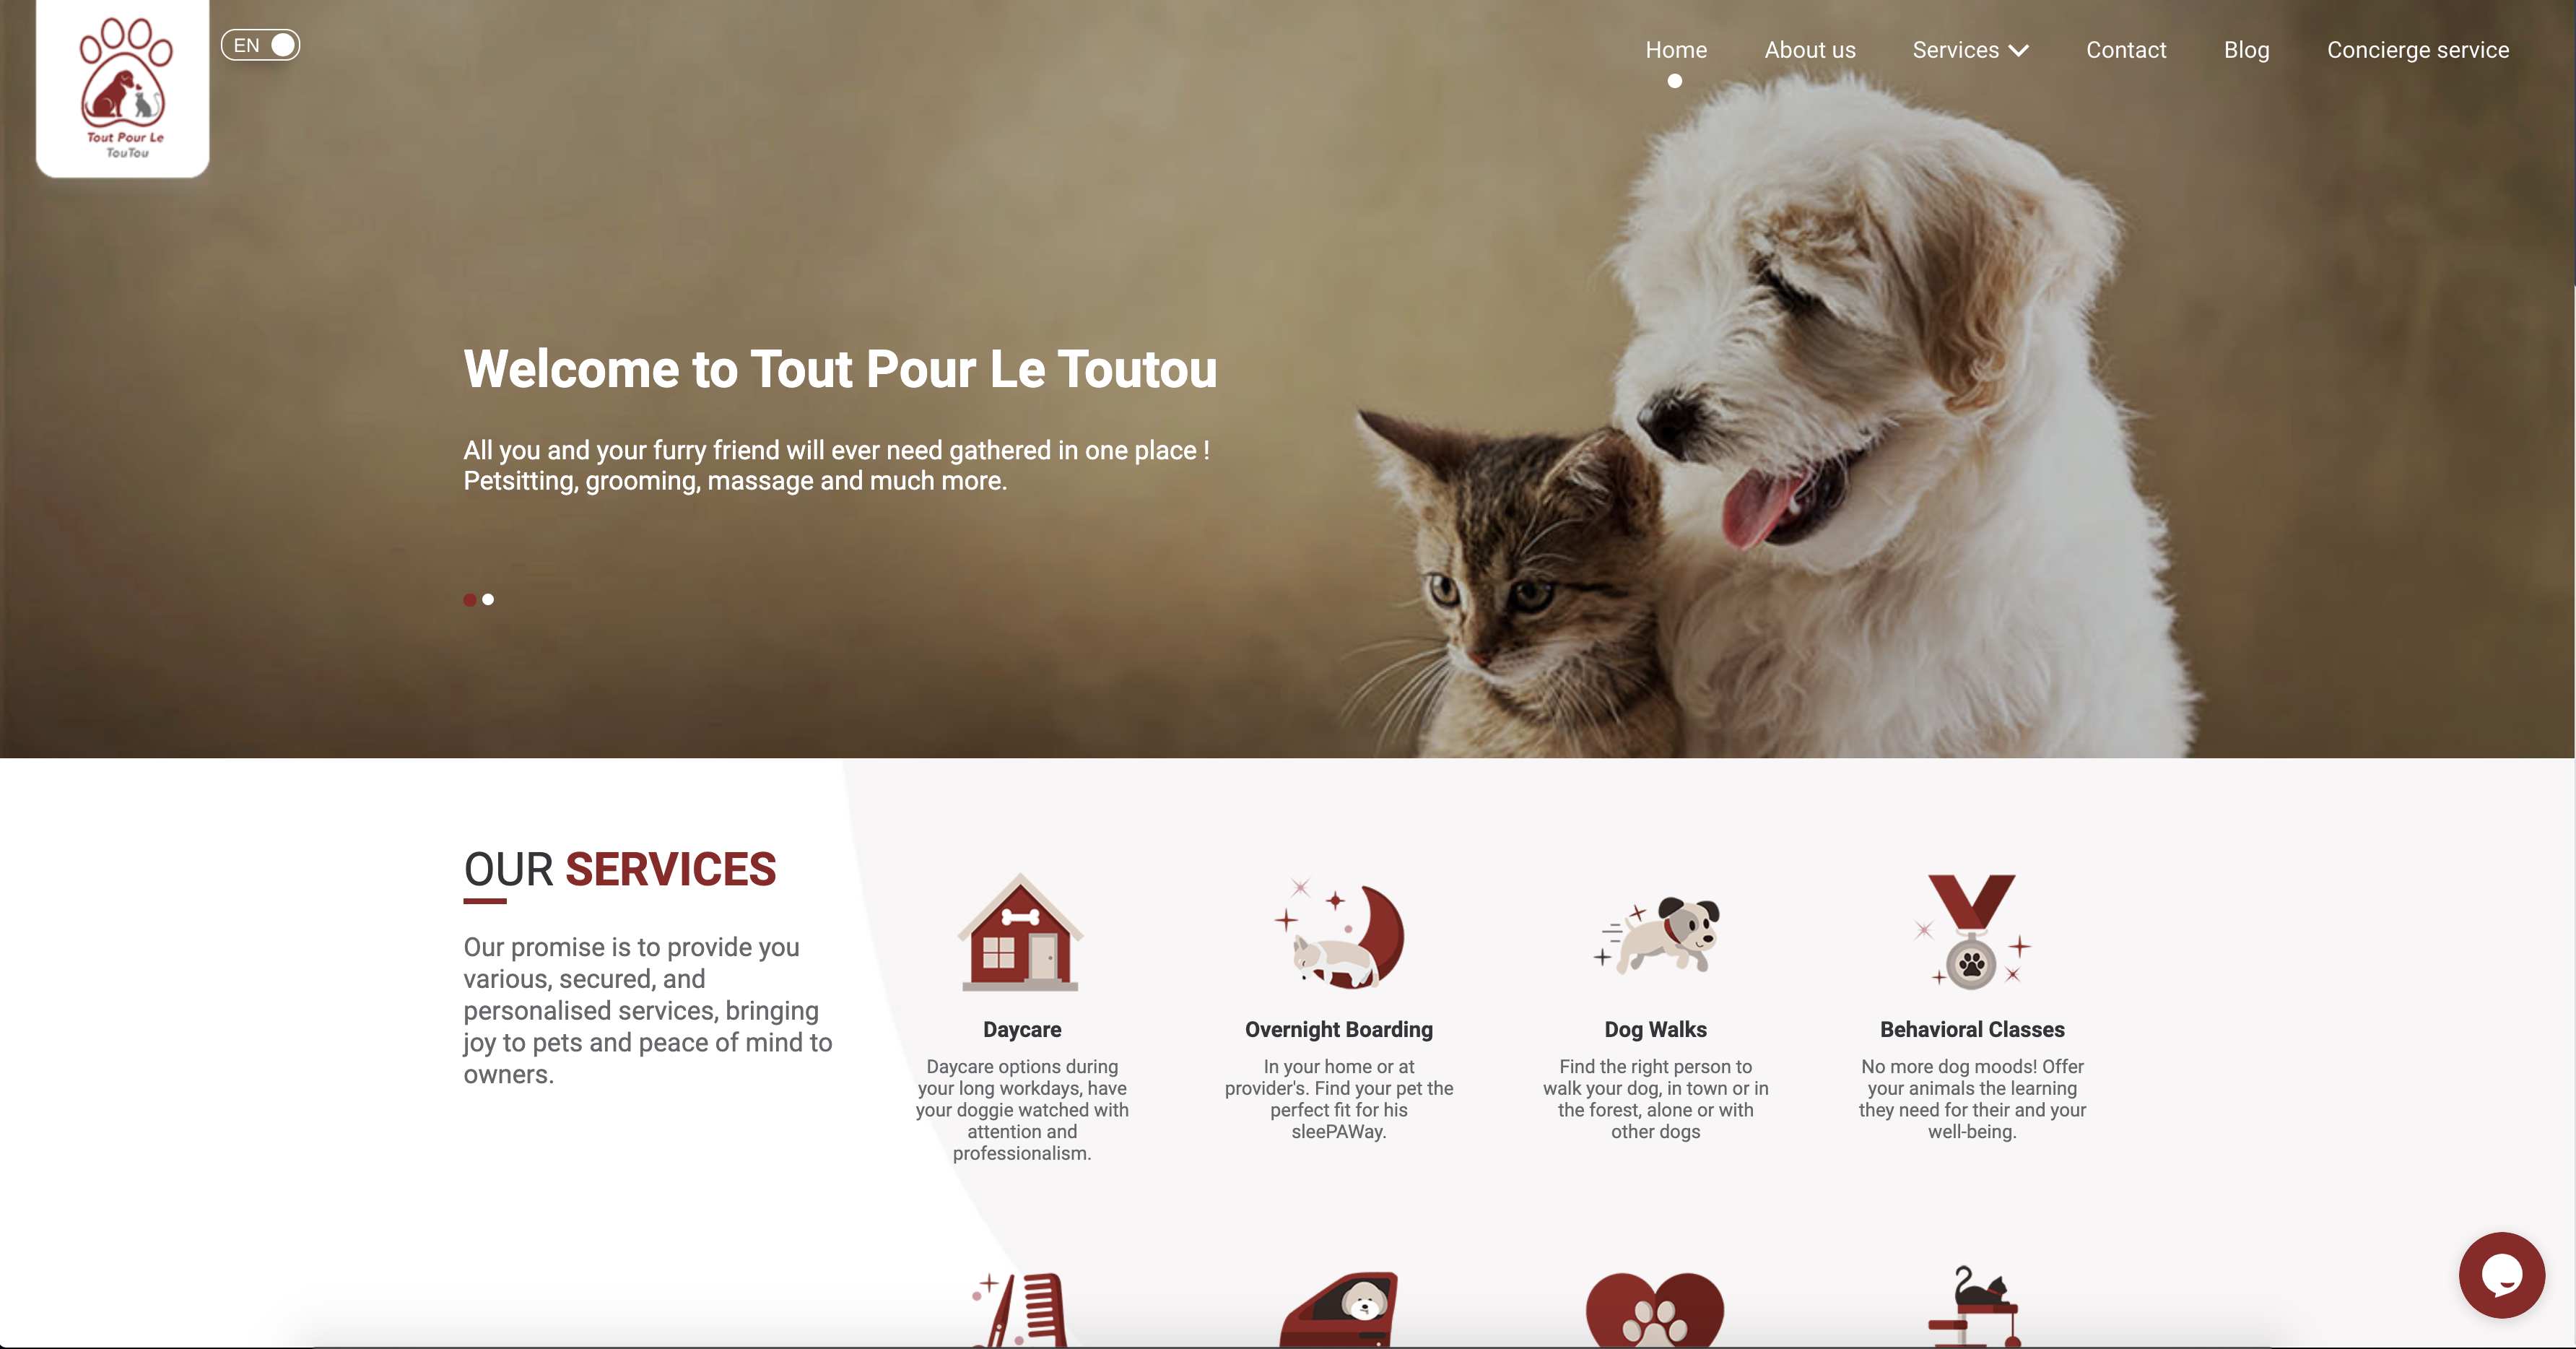 Tout Pour Le
TouTou
EN
Home
About us
Services
Contact
Blog
Concierge service
Welcome to Tout Pour Le Toutou
All you and your furry friend will ever need gathered in one place !
Petsitting, grooming, massage and much more.
OUR SERVICES
Our promise is to provide you
various, secured, and
personalised services, bringing
joy to pets and peace of mind to
owners.
Daycare
Daycare options during
your long workdays, have
your doggie watched with
attention and
professionalism.
Overnight Boarding
In your home or at
provider's. Find your pet the
perfect fit for his
sleePAWay.
Dog Walks
Find the right person to
walk your dog, in town or in
the forest, alone or with
other dogs
Behavioral Classes
No more dog moods! Offer
your animals the learning
they need for their and your
well-being.